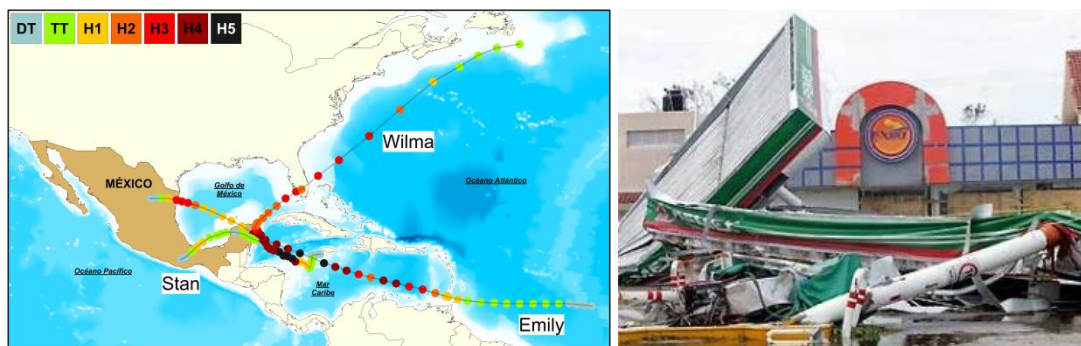 DT TT H1 H2 H3 H4 H5
Wilma
MÉXICO
Golfo de
México
Océano Atlántico
Océano Pacífico
Stan
Mar
Caribe
Emily